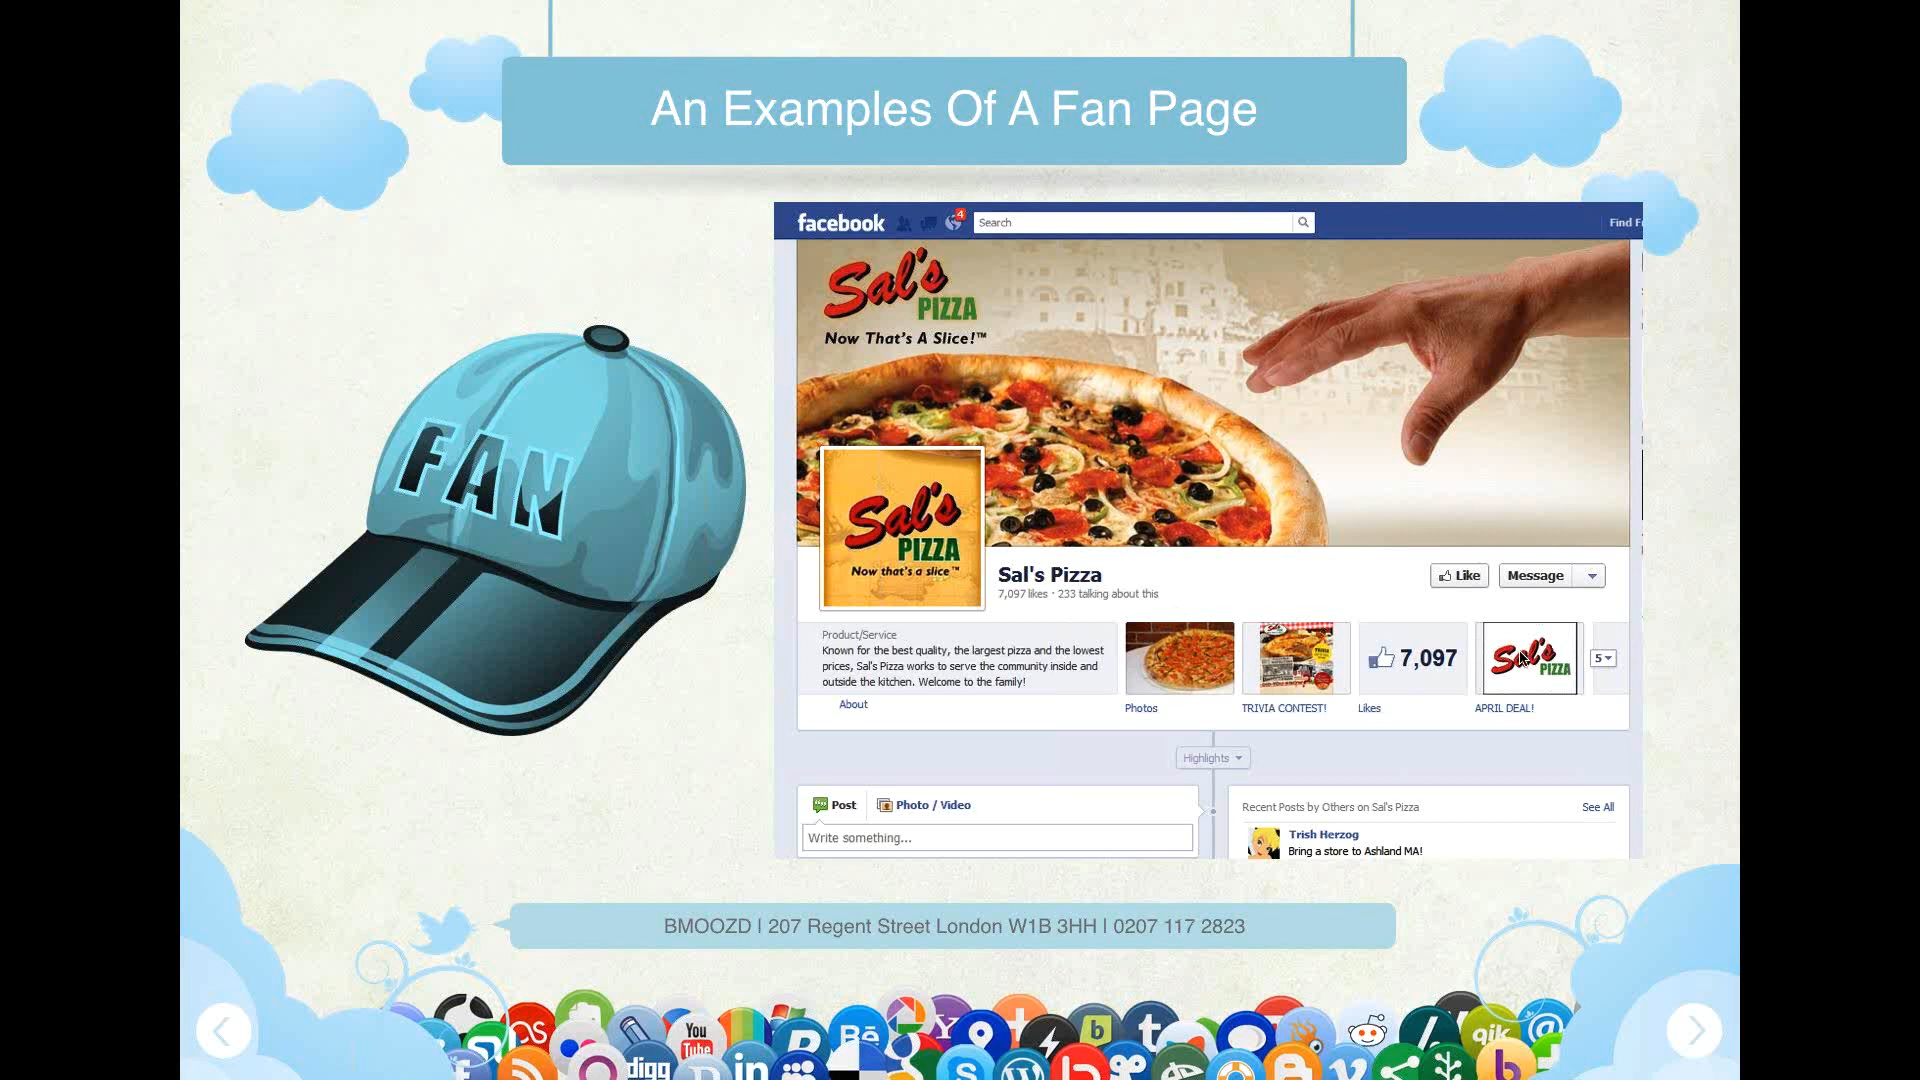 An Examples Of A Fan Page
facebook
4
Search
Find F
Sal's
PIZZA
Now That's A Slice!™
FAN
Sal's
PIZZA
Now that's a slice™
Sal's Pizza
7,097 likes · 233 talking about this
Like
Message
Product/Service
Known for the best quality, the largest pizza and the lowest
prices, Sal's Pizza works to serve the community inside and
outside the kitchen. Welcome to the family!
About
Photos
TRIVIA CONTEST!
7,097
Likes
Sal's
PIZZA
APRIL DEAL!
5
Highlights
Post
Photo / Video
Write something...
Recent Posts by Others on Sal's Pizza
See All
Trish Herzog
Bring a store to Ashland MA!
BMOOZD | 207 Regent Street London W1B 3HH | 0207 117 2823
You
Tube
digg
in
Bē
qik